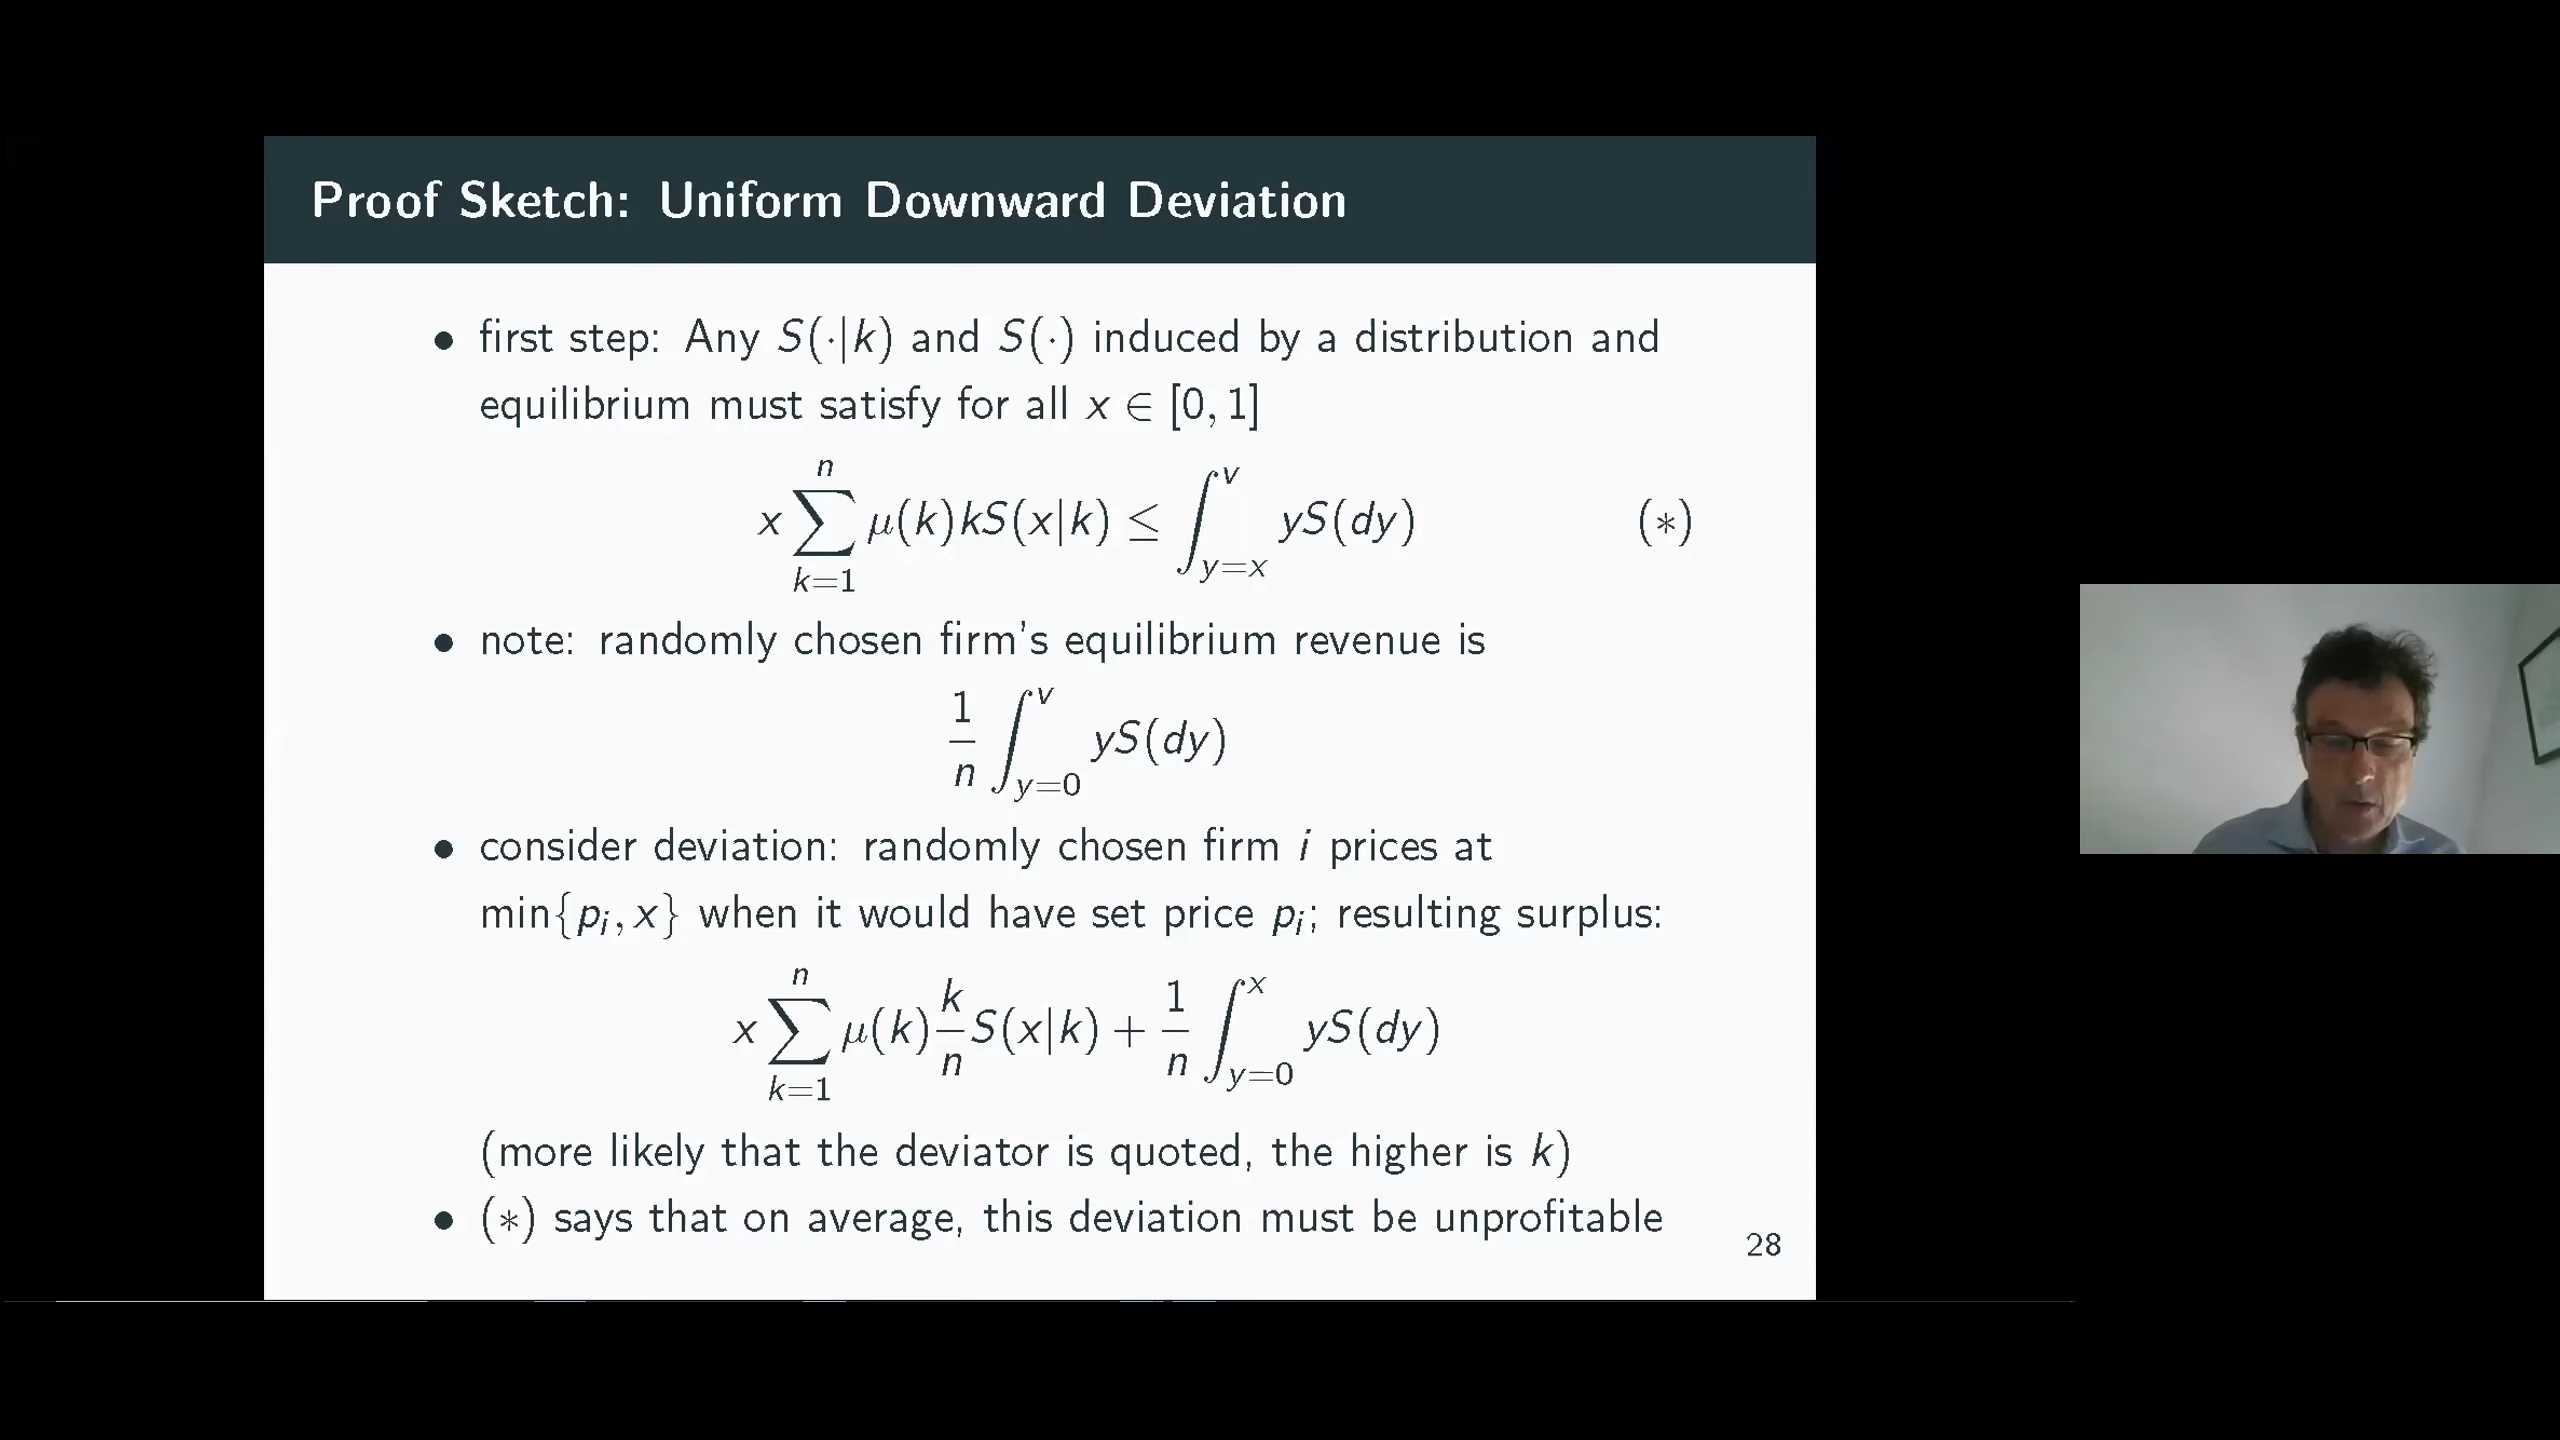 Proof Sketch: Uniform Downward Deviation
• first step: Any S(·|k) and S(·) induced by a distribution and
equilibrium must satisfy for all x ∈ [0, 1]
x ∑_{k=1}^{n} μ(k)kS(x|k) ≤ ∫_{y=x}^{v} yS(dy) (∗)
• note: randomly chosen firm's equilibrium revenue is
\frac{1}{n} ∫_{y=0}^{v} yS(dy)
• consider deviation: randomly chosen firm i prices at
min{p_i, x} when it would have set price p_i; resulting surplus:
x ∑_{k=1}^{n} μ(k) \frac{k}{n} S(x|k) + \frac{1}{n} ∫_{y=0}^{x} yS(dy)
(more likely that the deviator is quoted, the higher is k)
• (∗) says that on average, this deviation must be unprofitable
28